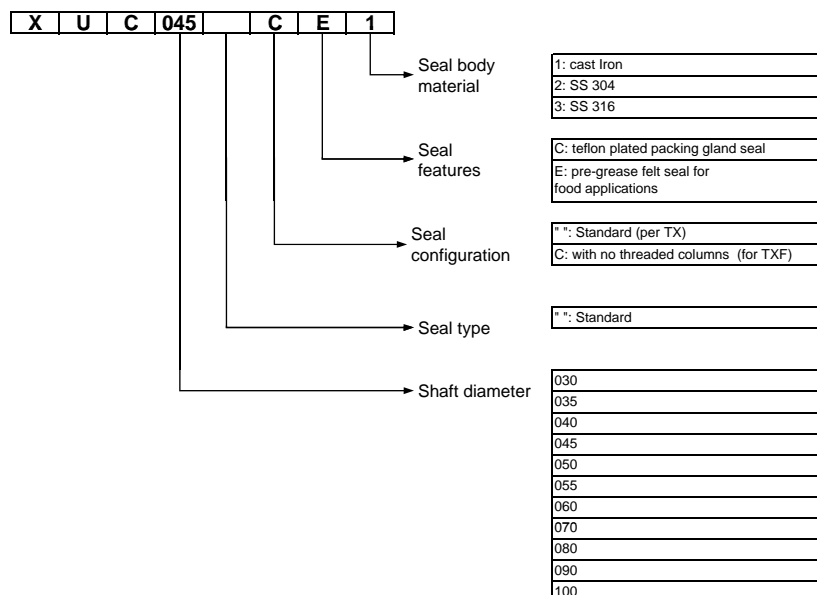 X U C 045 C E 1
Seal body
material
1: cast Iron
2: SS 304
3: SS 316
Seal
features
C: teflon plated packing gland seal
E: pre-grease felt seal for
food applications
Seal
configuration
" ": Standard (per TX)
C: with no threaded columns (for TXF)
Seal type
" ": Standard
Shaft diameter
030
035
040
045
050
055
060
070
080
090
100